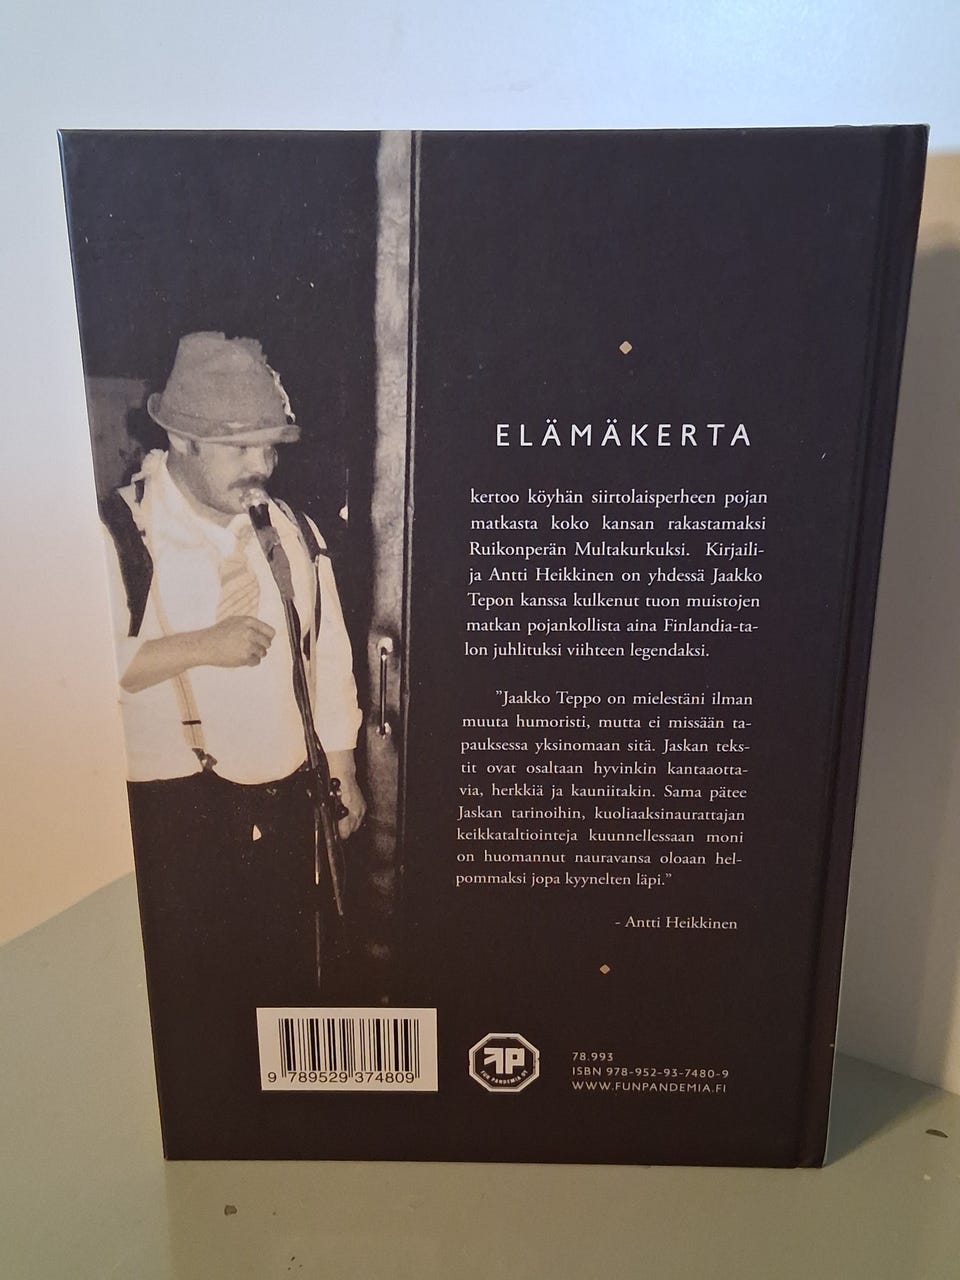 ELÄMÄKERTA
kertoo köyhän siirtolaisperheen pojan
matkasta koko kansan rakastamaksi
Ruikonperän Multakurkuksi. Kirjaili-
ja Antti Heikkinen on yhdessä Jaakko
Tepon kanssa kulkenut tuon muistojen
matkan pojankollista aina Finlandia-ta-
lon juhlituksi viihteen legendaksi.
”Jaakko Teppo on mielestäni ilman
muuta humoristi, mutta ei missään ta-
pauksessa yksinomaan sitä. Jaskan teks-
tit ovat osaltaan hyvinkin kantaaotta-
via, herkkiä ja kauniitakin. Sama pätee
Jaskan tarinoihin, kuoliaaksinaurattajan
keikkataltiointeja kuunnellessaan moni
on huomannut nauravansa oloaan hel-
pommaksi jopa kyynelten läpi.”
- Antti Heikkinen
9 789529 374809
FP
FUN PANDEMIA OY
78.993
ISBN 978-952-93-7480-9
WWW.FUNPANDEMIA.FI